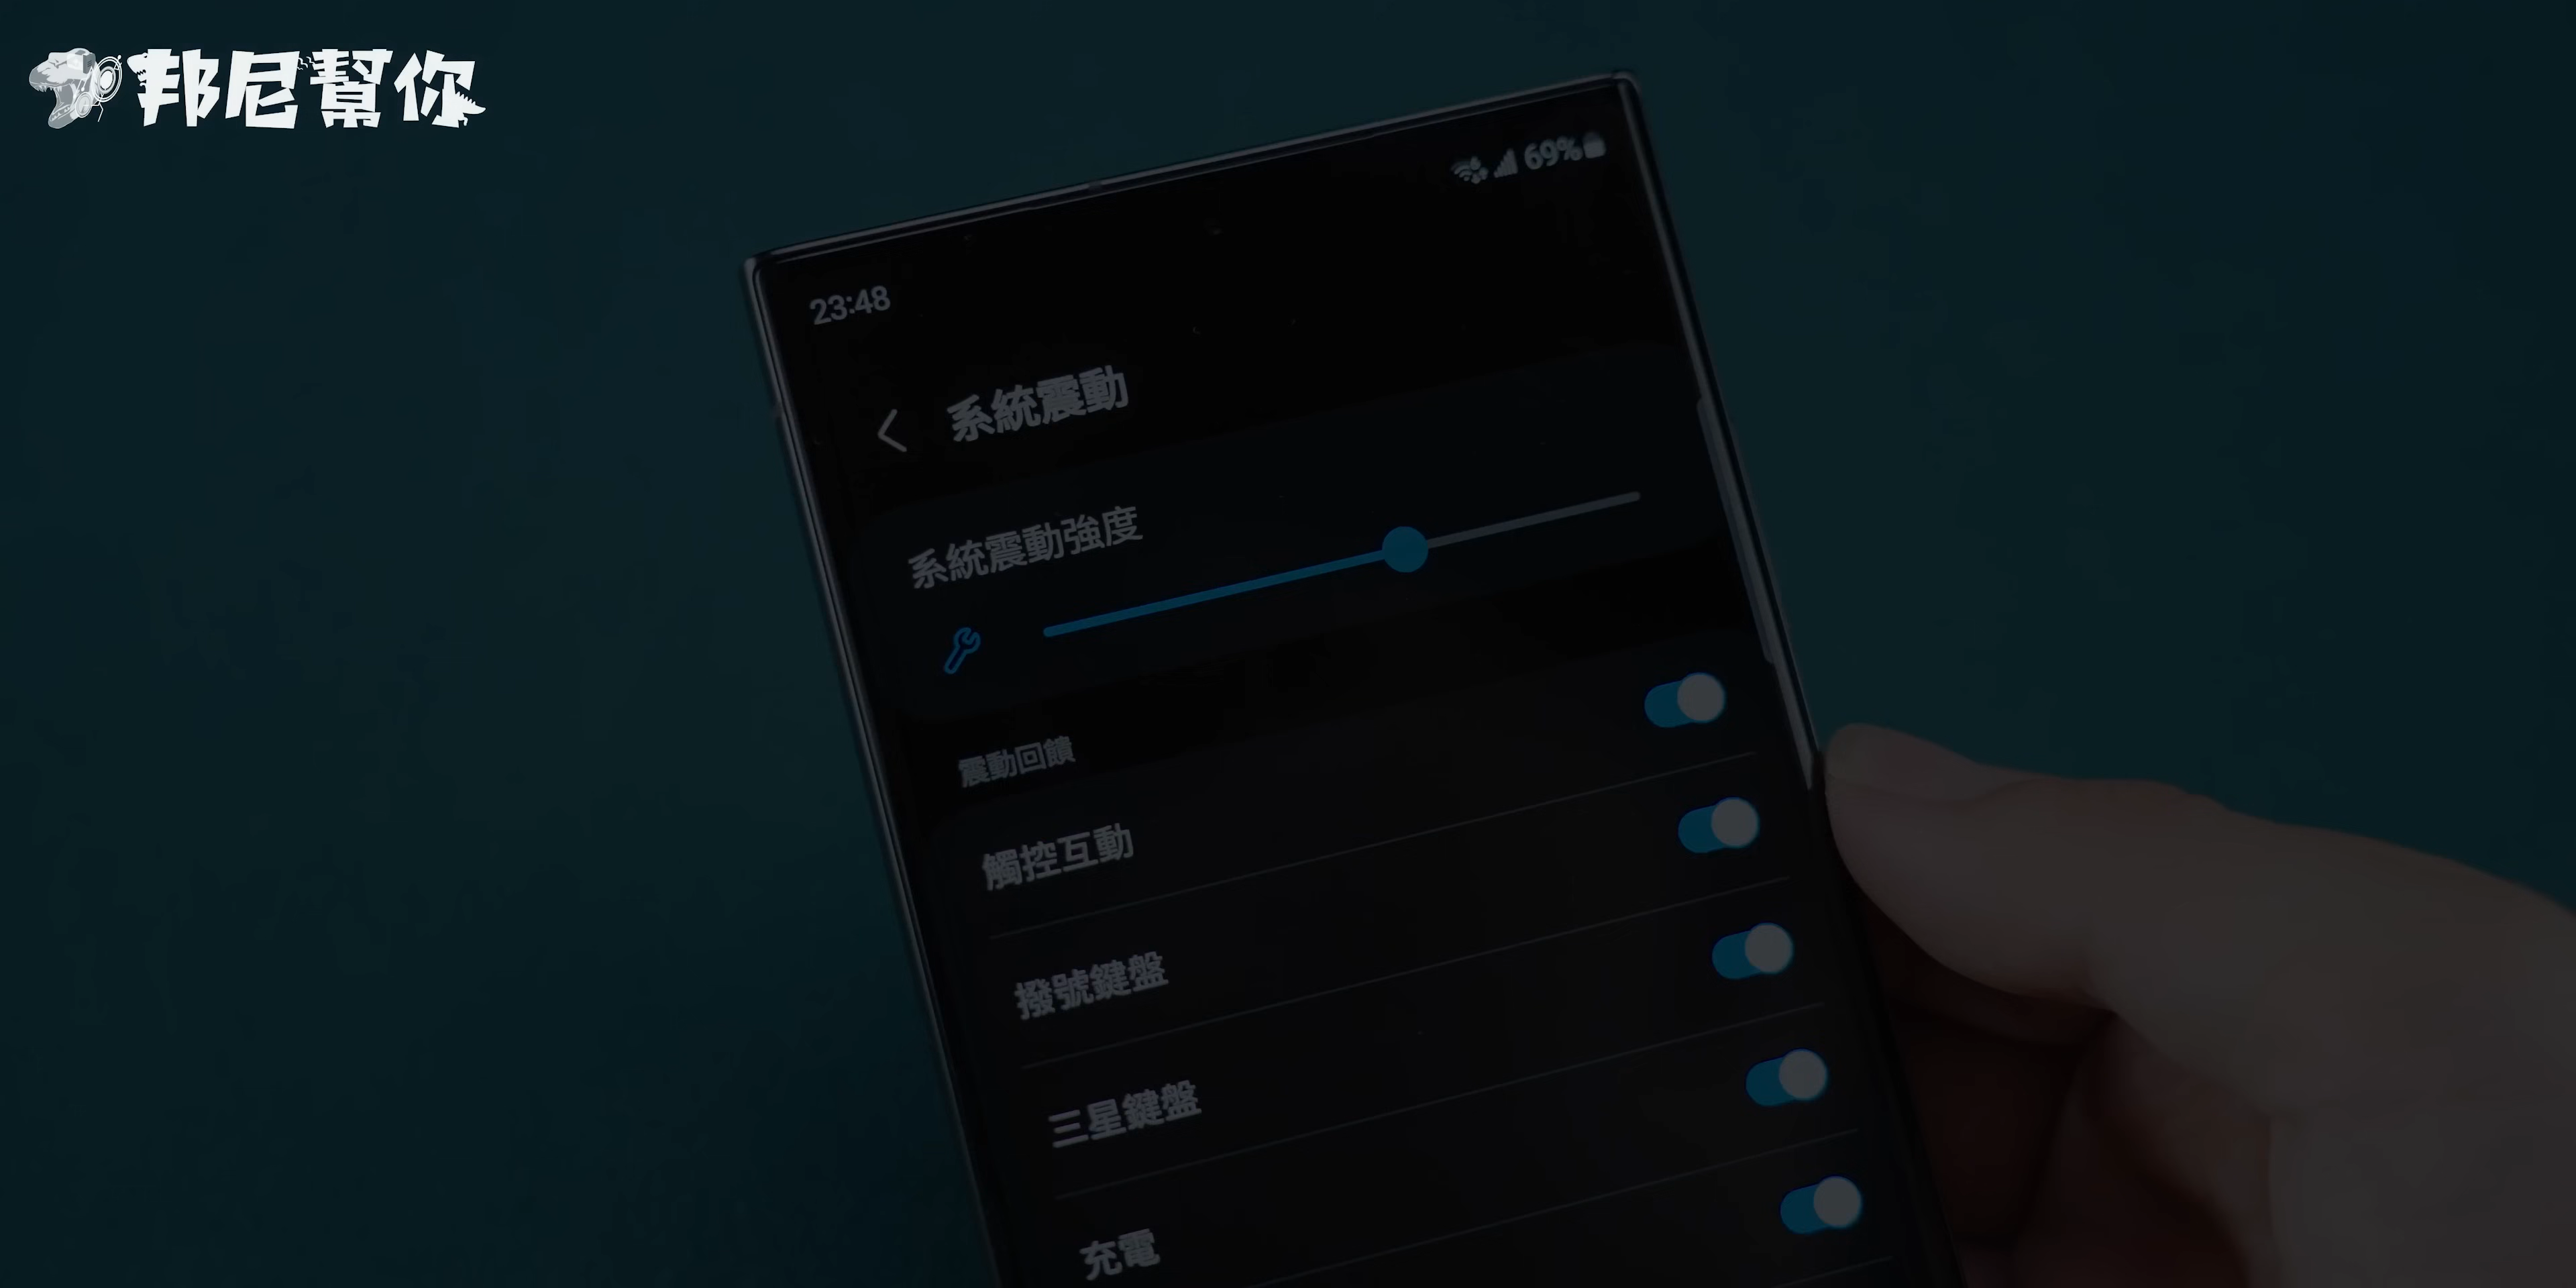 邦尼幫你
69%
23:48
系統震動
系統震動強度
震動回饋
觸控互動
撥號鍵盤
三星鍵盤
充電